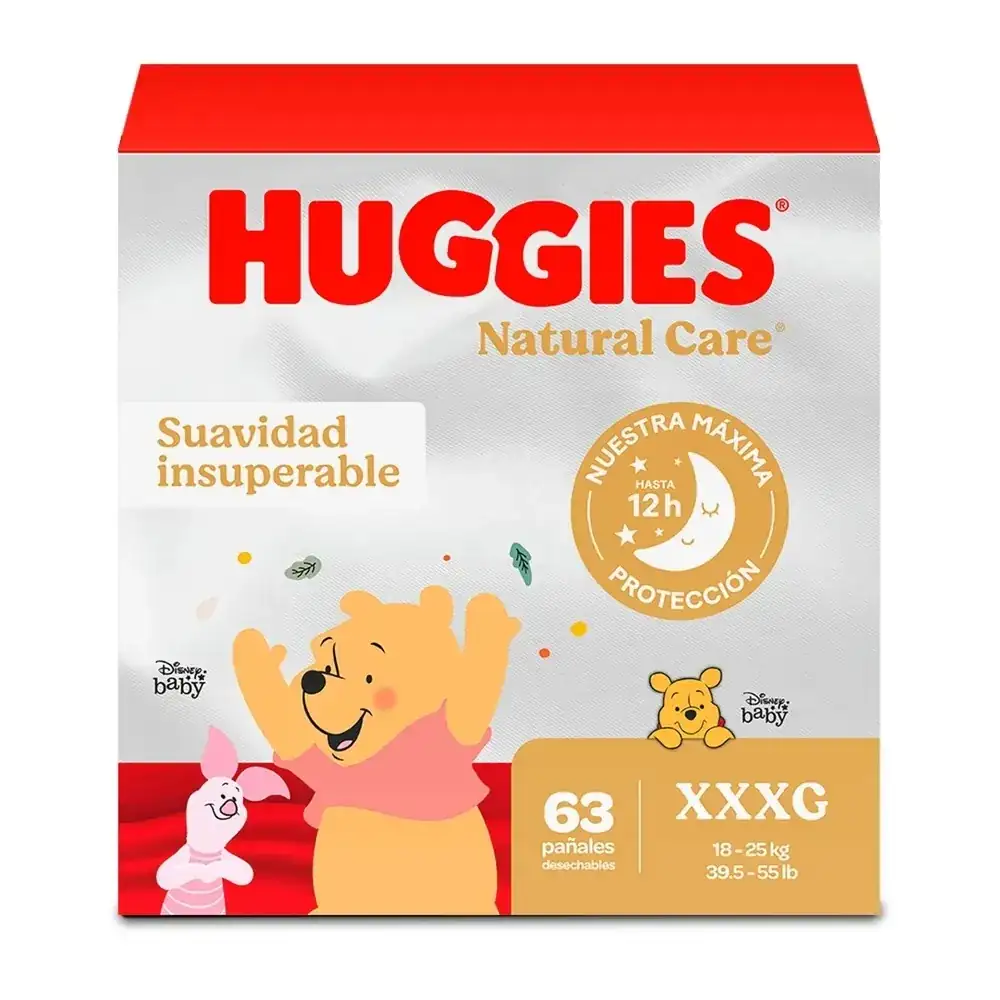 HUGGIES®
Natural Care®
Suavidad
insuperable
NUESTRA MÁXIMA
HASTA
12h
PROTECCIÓN
Disney
baby
Disney
baby
63
pañales
desechables
XXXG
18 - 25 kg
39.5 - 55 lb